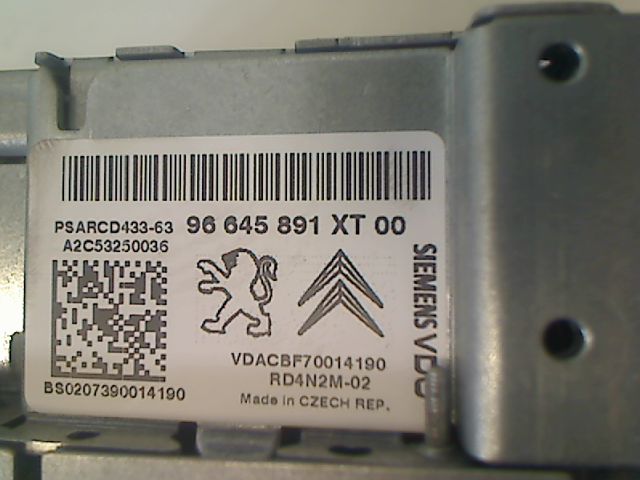 PSARCD433-63 96 645 891 XT 00
A2C53250036
SIEMENS VDO
VDACBF70014190
RD4N2M-02
BS0207390014190
Made in CZECH REP.